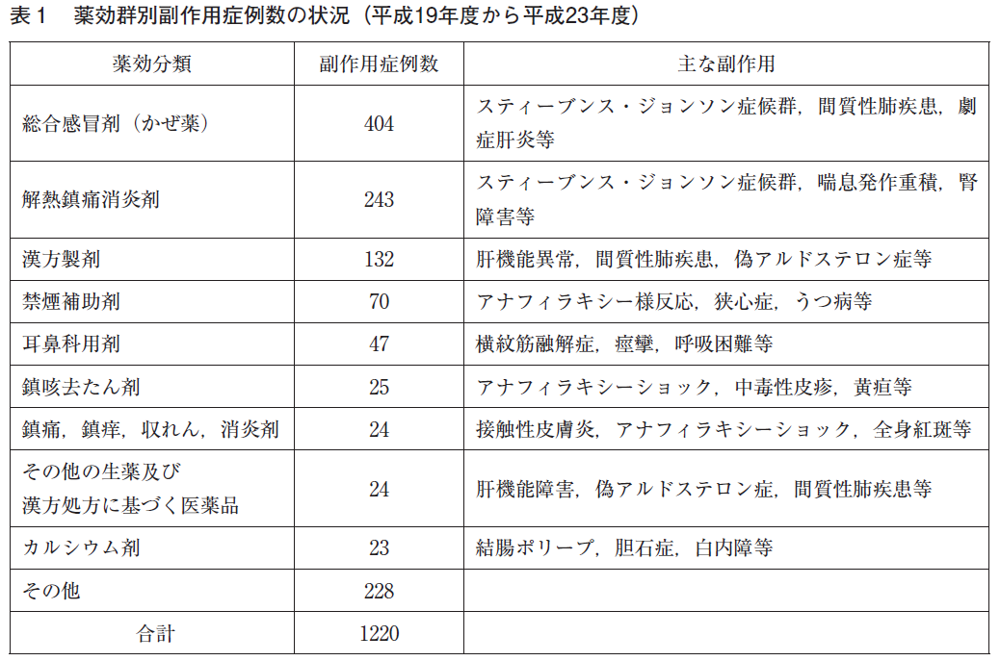 表1 薬効群別副作用症例数の状況（平成19年度から平成23年度）
薬効分類 副作用症例数 主な副作用
総合感冒剤（かぜ薬） 404 スティーブンス・ジョンソン症候群，間質性肺疾患，劇
症肝炎等
解熱鎮痛消炎剤 243 スティーブンス・ジョンソン症候群，喘息発作重積，腎
障害等
漢方製剤 132 肝機能異常，間質性肺疾患，偽アルドステロン症等
禁煙補助剤 70 アナフィラキシー様反応，狭心症，うつ病等
耳鼻科用剤 47 横紋筋融解症，痙攣，呼吸困難等
鎮咳去たん剤 25 アナフィラキシーショック，中毒性皮疹，黄疸等
鎮痛，鎮痒，収れん，消炎剤 24 接触性皮膚炎，アナフィラキシーショック，全身紅斑等
その他の生薬及び
漢方処方に基づく医薬品 24 肝機能障害，偽アルドステロン症，間質性肺疾患等
カルシウム剤 23 結腸ポリープ，胆石症，白内障等
その他 228
合計 1220